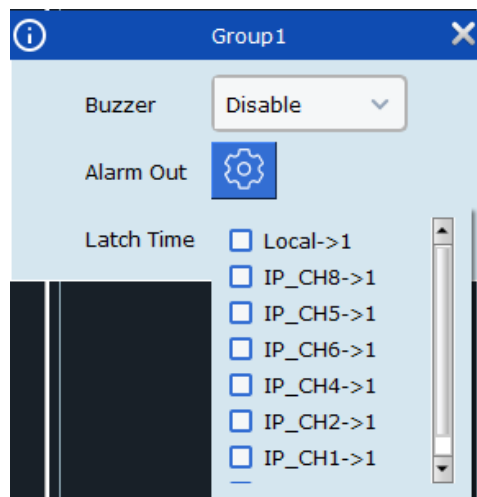 Group1
Buzzer Disable
Alarm Out
Latch Time
Local->1
IP_CH8->1
IP_CH5->1
IP_CH6->1
IP_CH4->1
IP_CH2->1
IP_CH1->1